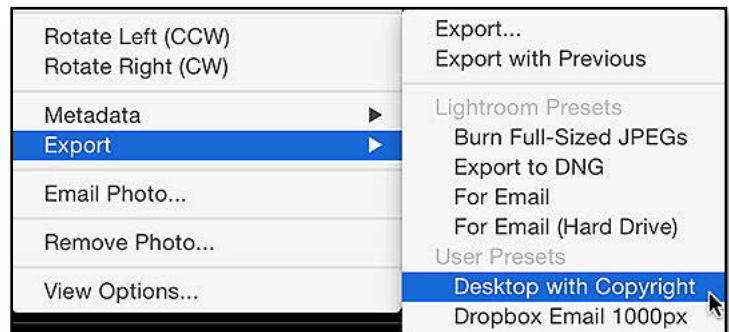 Rotate Left (CCW)
Rotate Right (CW)
Metadata
Export
Email Photo...
Remove Photo...
View Options...
Export...
Export with Previous
Lightroom Presets
Burn Full-Sized JPEGs
Export to DNG
For Email
For Email (Hard Drive)
User Presets
Desktop with Copyright
Dropbox Email 1000px